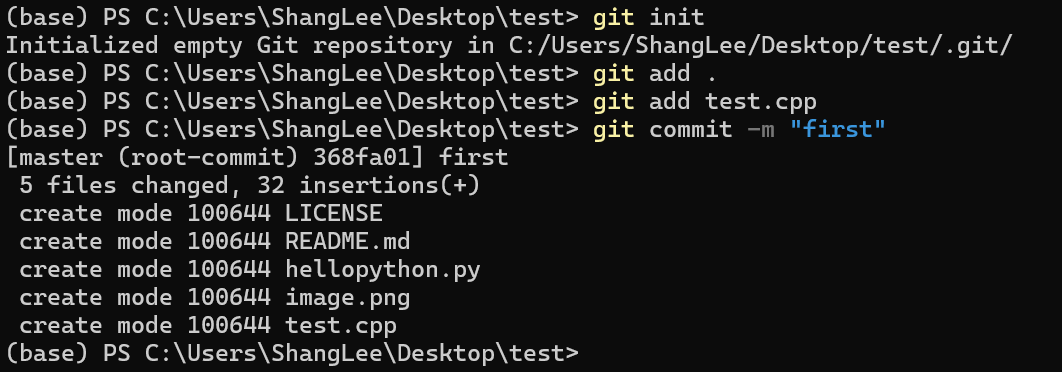 (base) PS C:\Users\ShangLee\Desktop\test> git init
Initialized empty Git repository in C:/Users/ShangLee/Desktop/test/.git/
(base) PS C:\Users\ShangLee\Desktop\test> git add .
(base) PS C:\Users\ShangLee\Desktop\test> git add test.cpp
(base) PS C:\Users\ShangLee\Desktop\test> git commit -m "first"
[master (root-commit) 368fa01] first
 5 files changed, 32 insertions(+)
 create mode 100644 LICENSE
 create mode 100644 README.md
 create mode 100644 hellopython.py
 create mode 100644 image.png
 create mode 100644 test.cpp
(base) PS C:\Users\ShangLee\Desktop\test>